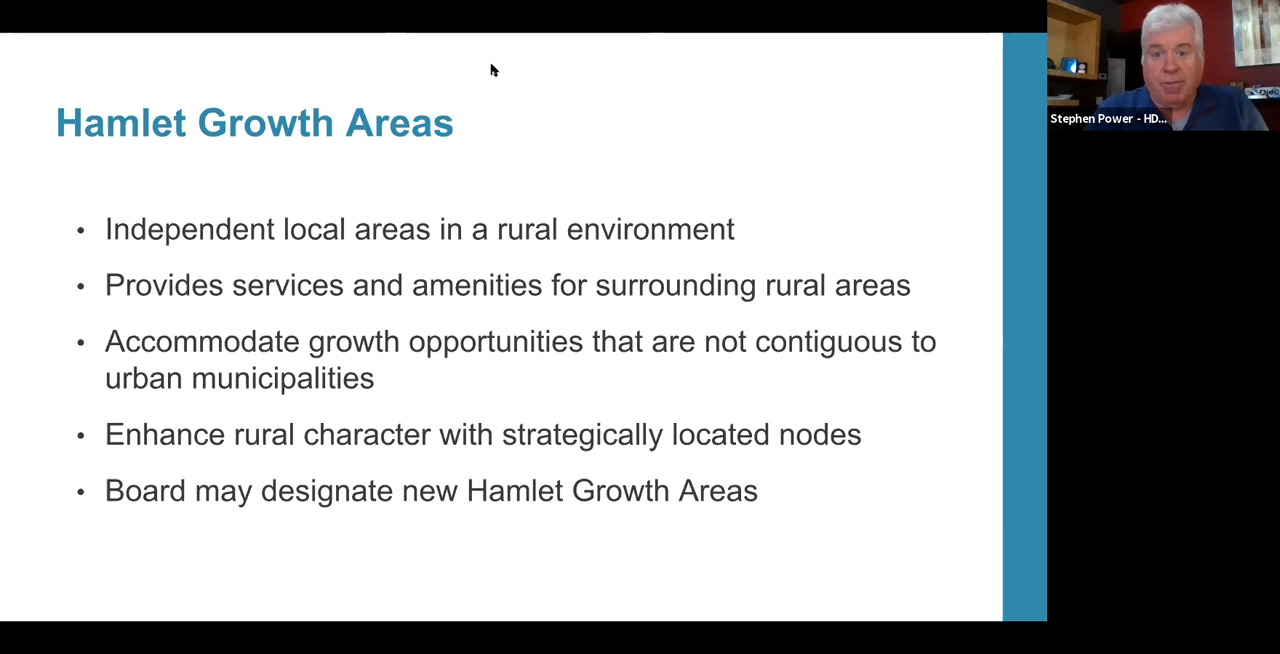 Hamlet Growth Areas
• Independent local areas in a rural environment
• Provides services and amenities for surrounding rural areas
• Accommodate growth opportunities that are not contiguous to
urban municipalities
• Enhance rural character with strategically located nodes
• Board may designate new Hamlet Growth Areas
Stephen Power - HD...